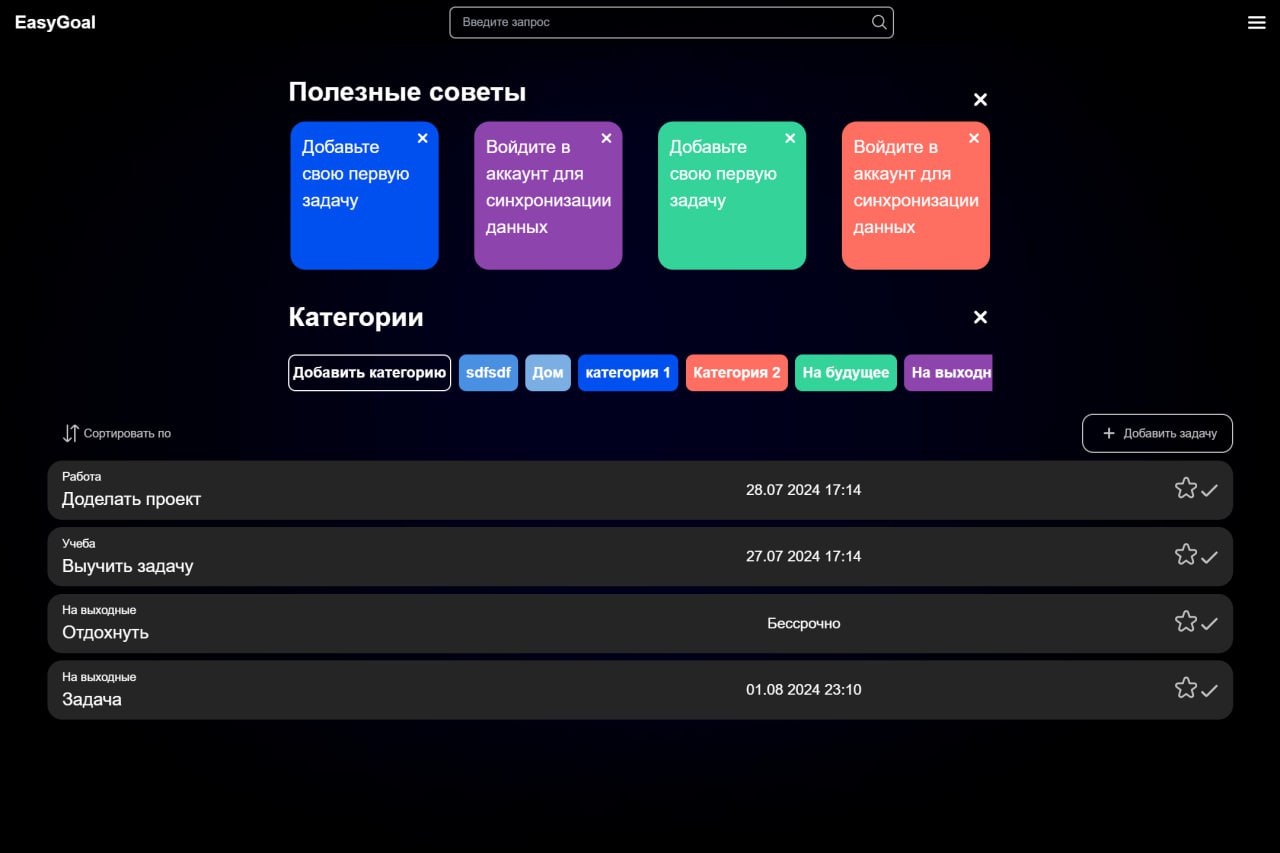 EasyGoal
Введите запрос
Полезные советы
Добавьте
свою первую
задачу
Войдите в
аккаунт для
синхронизации
данных
Добавьте
свою первую
задачу
Войдите в
аккаунт для
синхронизации
данных
Категории
Добавить категорию sdfsdf Дом категория 1 Категория 2 На будущее На выходн
Сортировать по
+ Добавить задачу
Работа
Доделать проект
28.07 2024 17:14
Учеба
Выучить задачу
27.07 2024 17:14
На выходные
Отдохнуть
Бессрочно
На выходные
Задача
01.08 2024 23:10